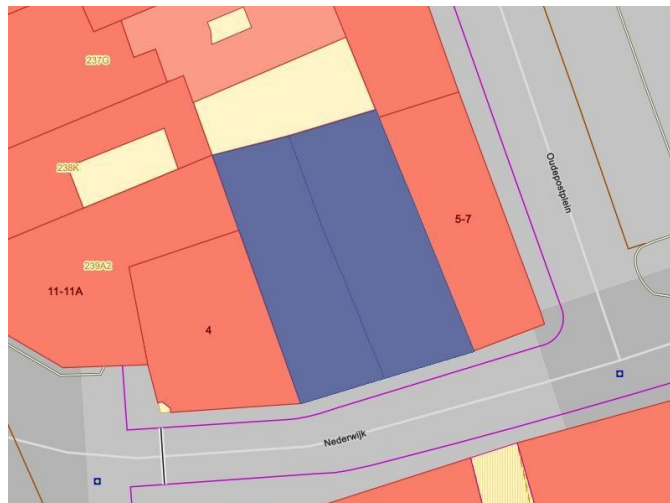 237G
238K
Oudepostplein
5-7
239A2
11-11A
4
Nederwijk